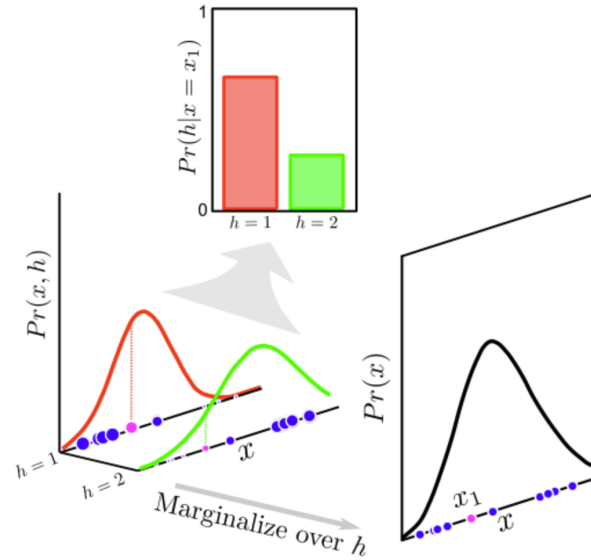 1
Pr(h|x = x₁)
0
h = 1 h = 2
Pr(x, h)
Pr(x)
h = 1
h = 2
x
x₁
x
Marginalize over h